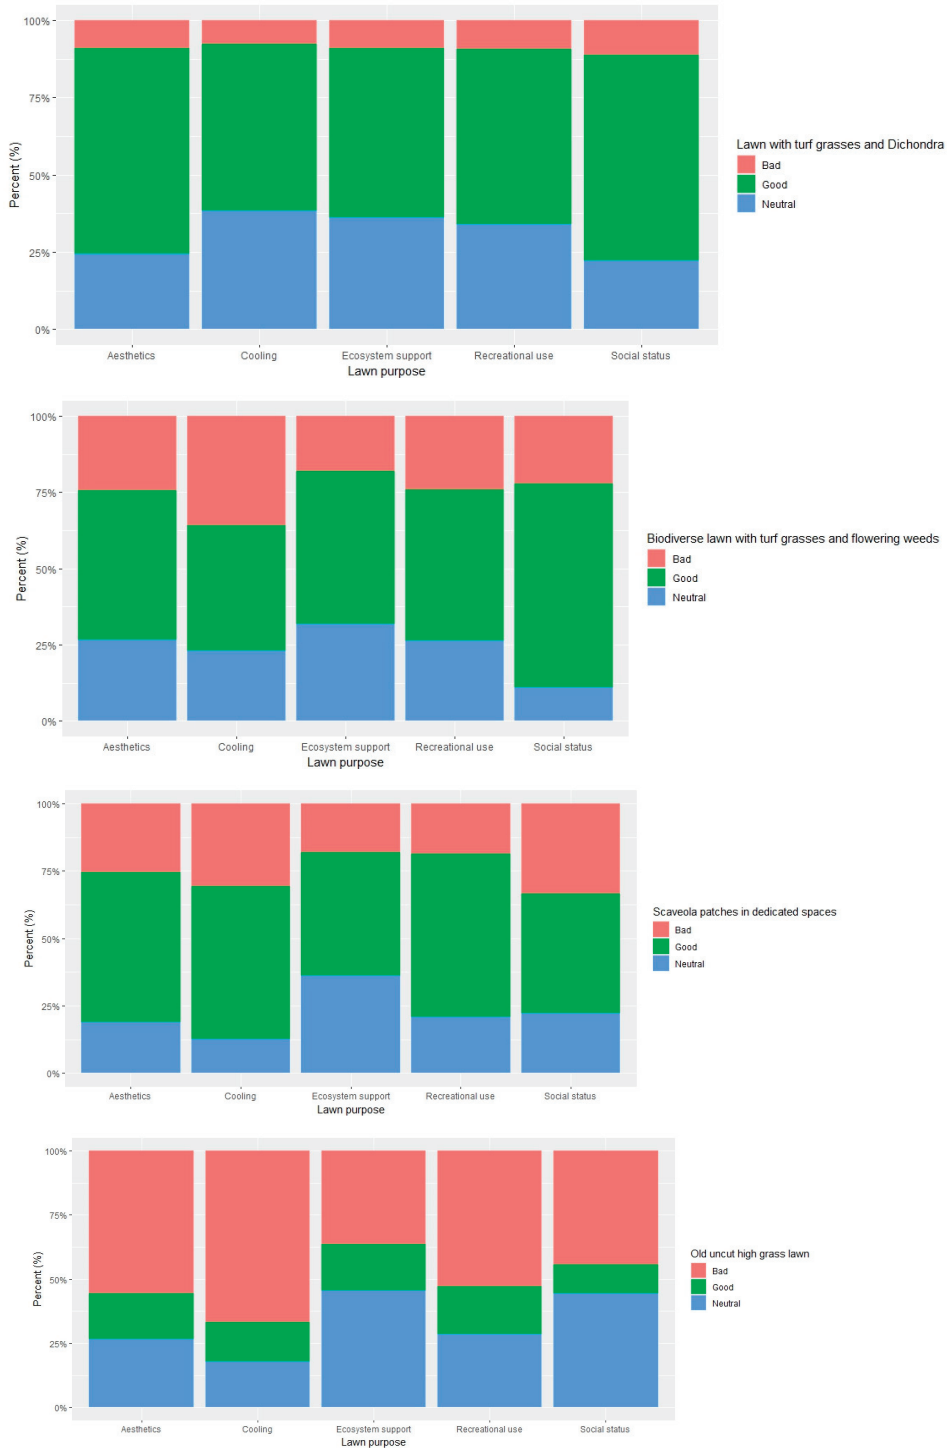 100%
75%
50%
25%
0%
Percent (%)
Aesthetics Cooling Ecosystem support Recreational use Social status
Lawn purpose
Lawn with turf grasses and Dichondra
Bad
Good
Neutral
100%
75%
50%
25%
0%
Percent (%)
Aesthetics Cooling Ecosystem support Recreational use Social status
Lawn purpose
Biodiverse lawn with turf grasses and flowering weeds
Bad
Good
Neutral
100%
75%
50%
25%
0%
Percent (%)
Aesthetics Cooling Ecosystem support Recreational use Social status
Lawn purpose
Scaveola patches in dedicated spaces
Bad
Good
Neutral
100%
75%
50%
25%
0%
Percent (%)
Aesthetics Cooling Ecosystem support Recreational use Social status
Lawn purpose
Old uncut high grass lawn
Bad
Good
Neutral